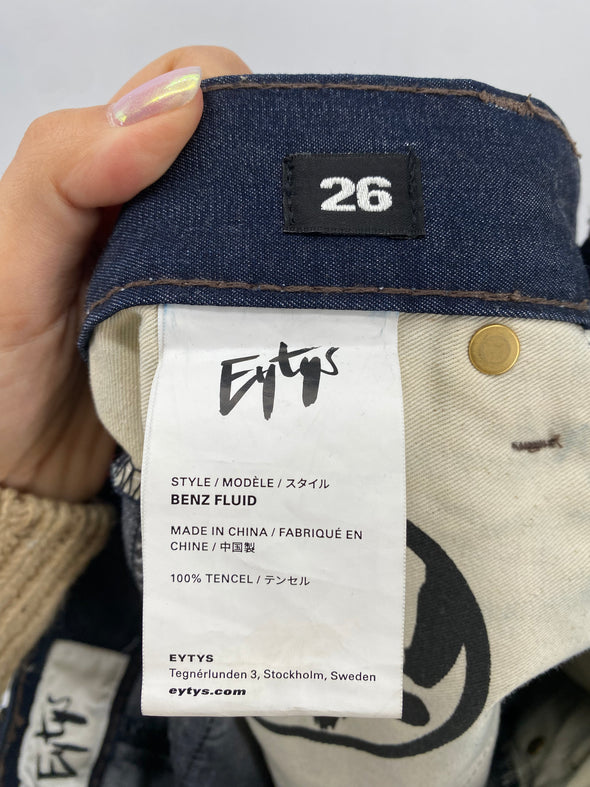 26
Eytys
STYLE / MODÈLE / スタイル
BENZ FLUID
MADE IN CHINA / FABRIQUÉ EN
CHINE / 中国製
100% TENCEL / テンセル
EYTYS
Tegnérlunden 3, Stockholm, Sweden
eytys.com
Eytys